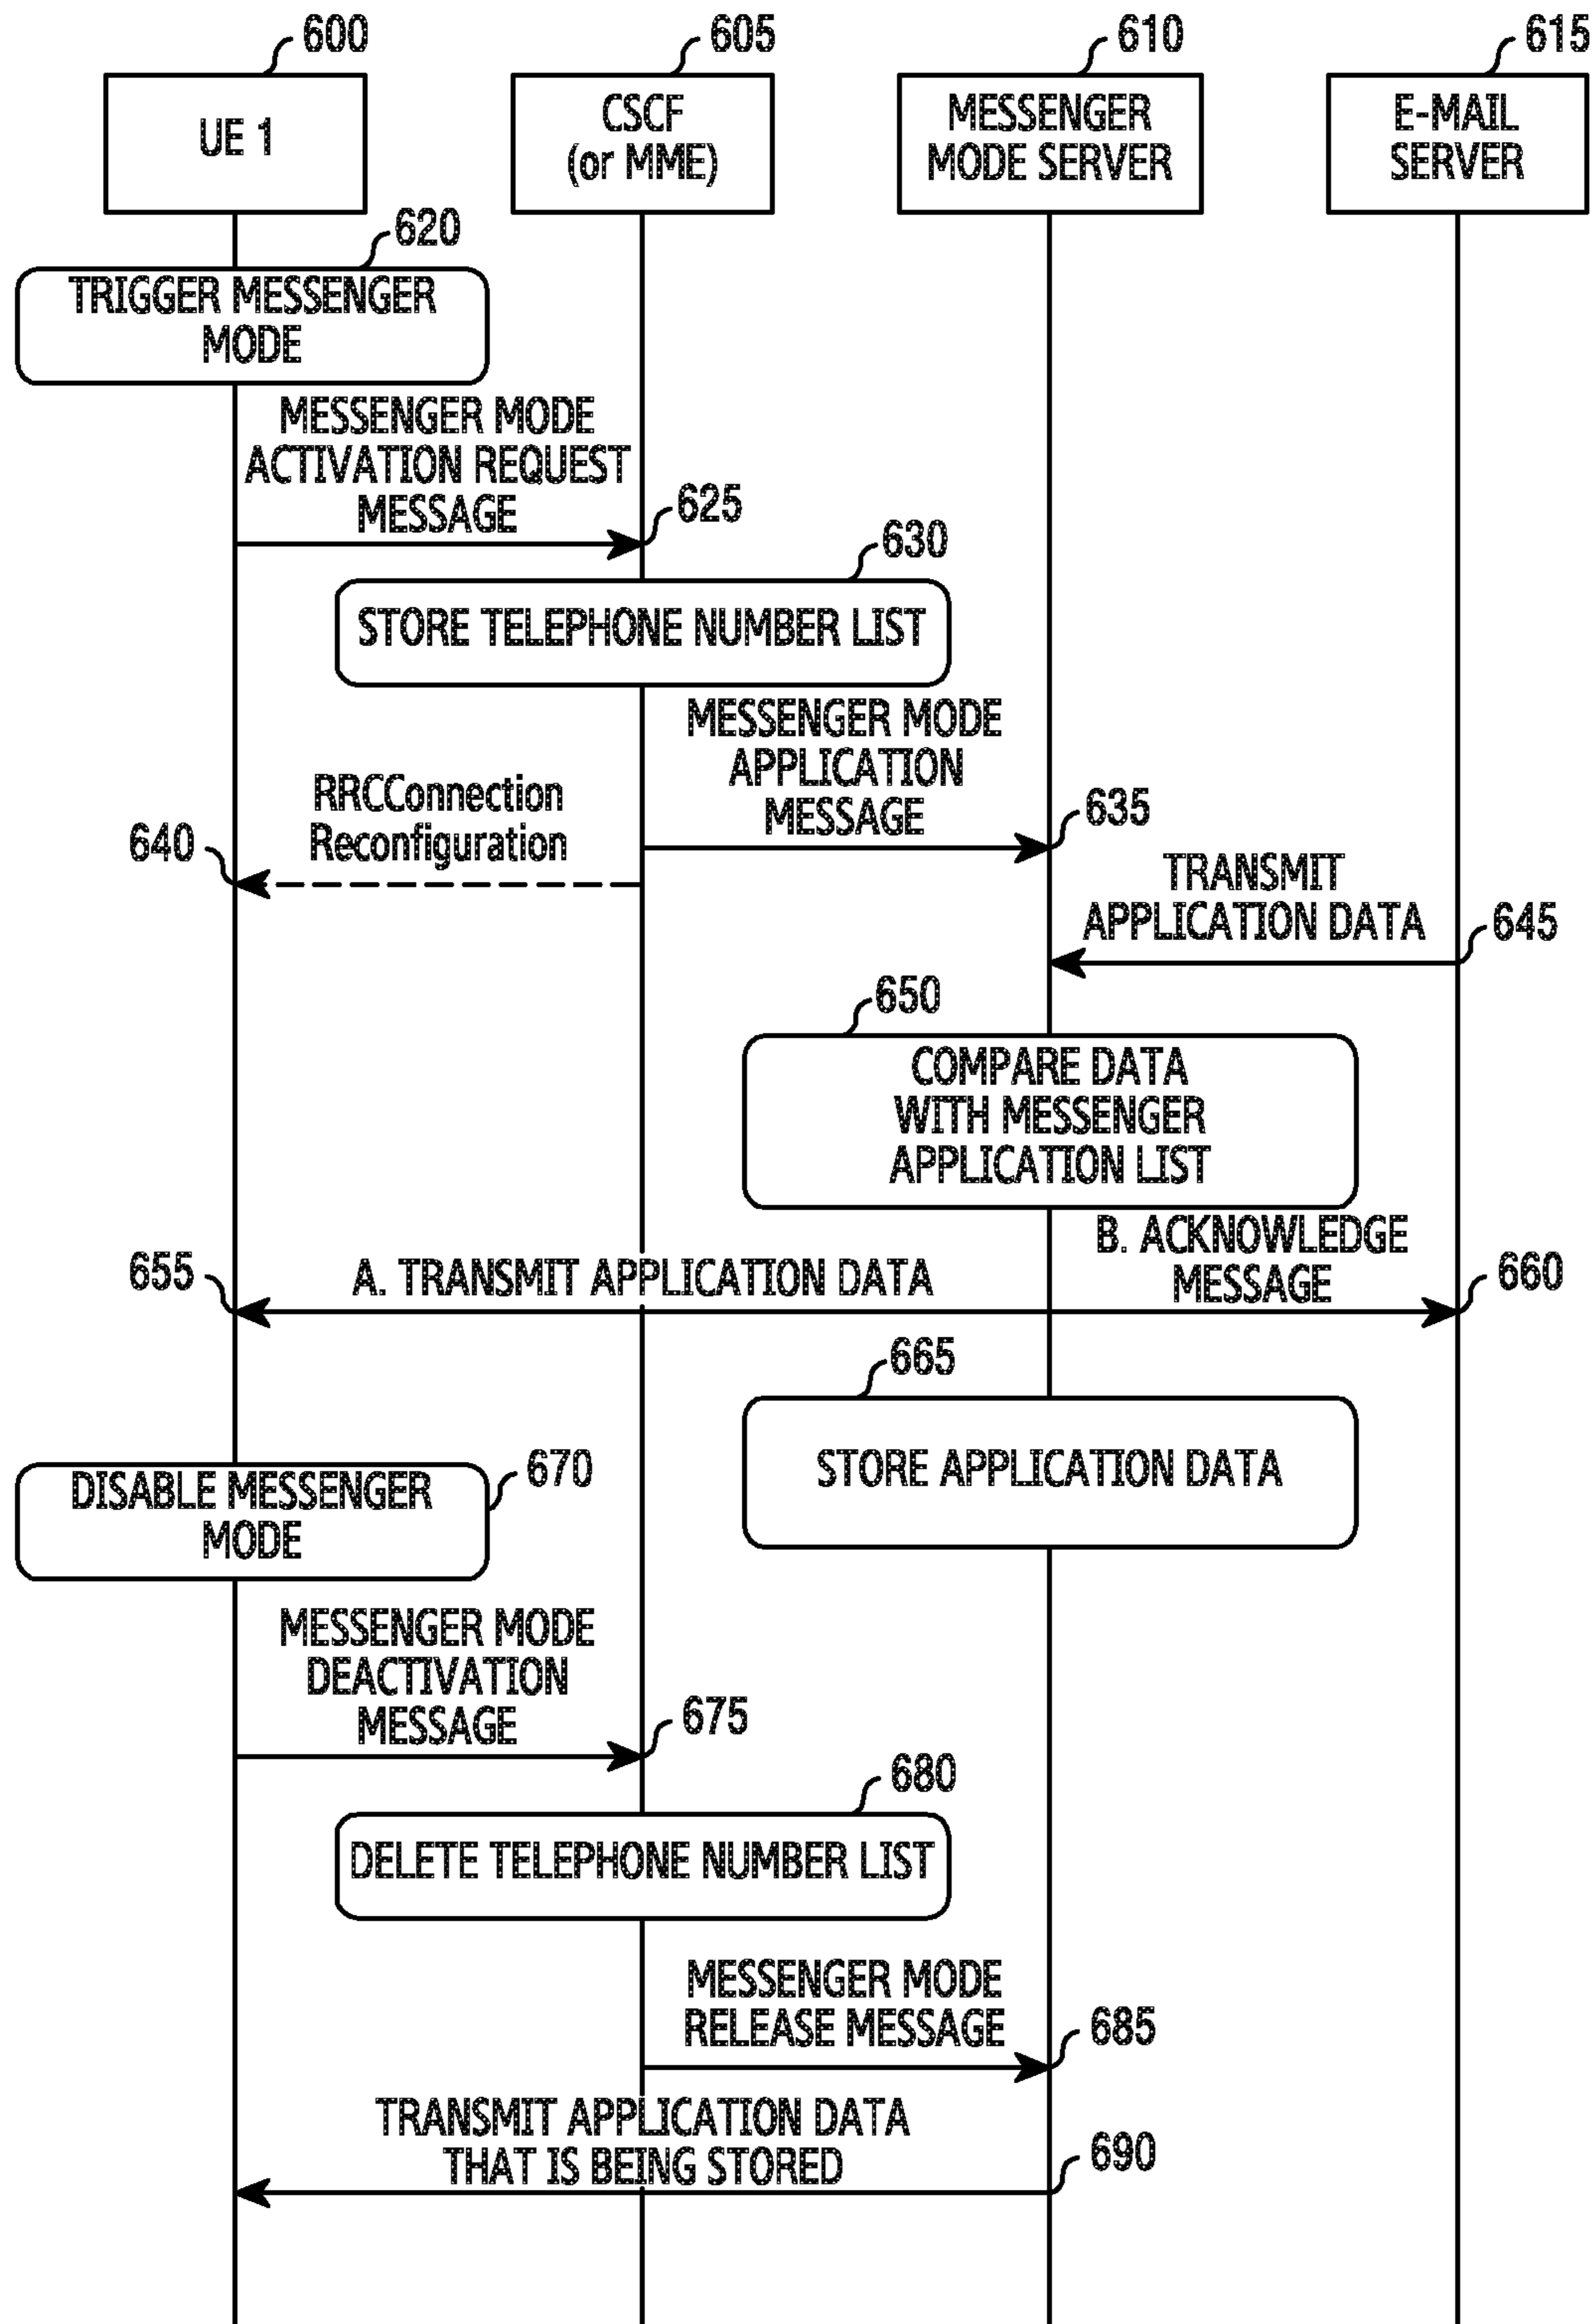 600
605
610
615
UE 1
CSCF
(or MME)
MESSENGER
MODE SERVER
E-MAIL
SERVER
620
TRIGGER MESSENGER
MODE
MESSENGER MODE
ACTIVATION REQUEST
MESSAGE
625
630
STORE TELEPHONE NUMBER LIST
MESSENGER MODE
APPLICATION
MESSAGE
635
RRCConnection
Reconfiguration
640
TRANSMIT
APPLICATION DATA
645
650
COMPARE DATA
WITH MESSENGER
APPLICATION LIST
B. ACKNOWLEDGE
MESSAGE
660
655
A. TRANSMIT APPLICATION DATA
665
STORE APPLICATION DATA
670
DISABLE MESSENGER
MODE
MESSENGER MODE
DEACTIVATION
MESSAGE
675
680
DELETE TELEPHONE NUMBER LIST
MESSENGER MODE
RELEASE MESSAGE
685
TRANSMIT APPLICATION DATA
THAT IS BEING STORED
690